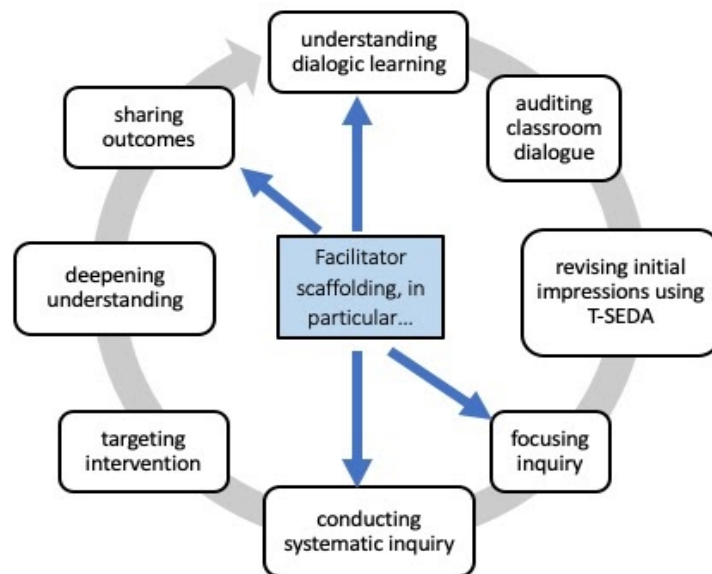 understanding
dialogic learning
auditing
classroom
dialogue
revising initial
impressions using
T-SEDA
focusing
inquiry
conducting
systematic inquiry
targeting
intervention
deepening
understanding
sharing
outcomes
Facilitator
scaffolding, in
particular...